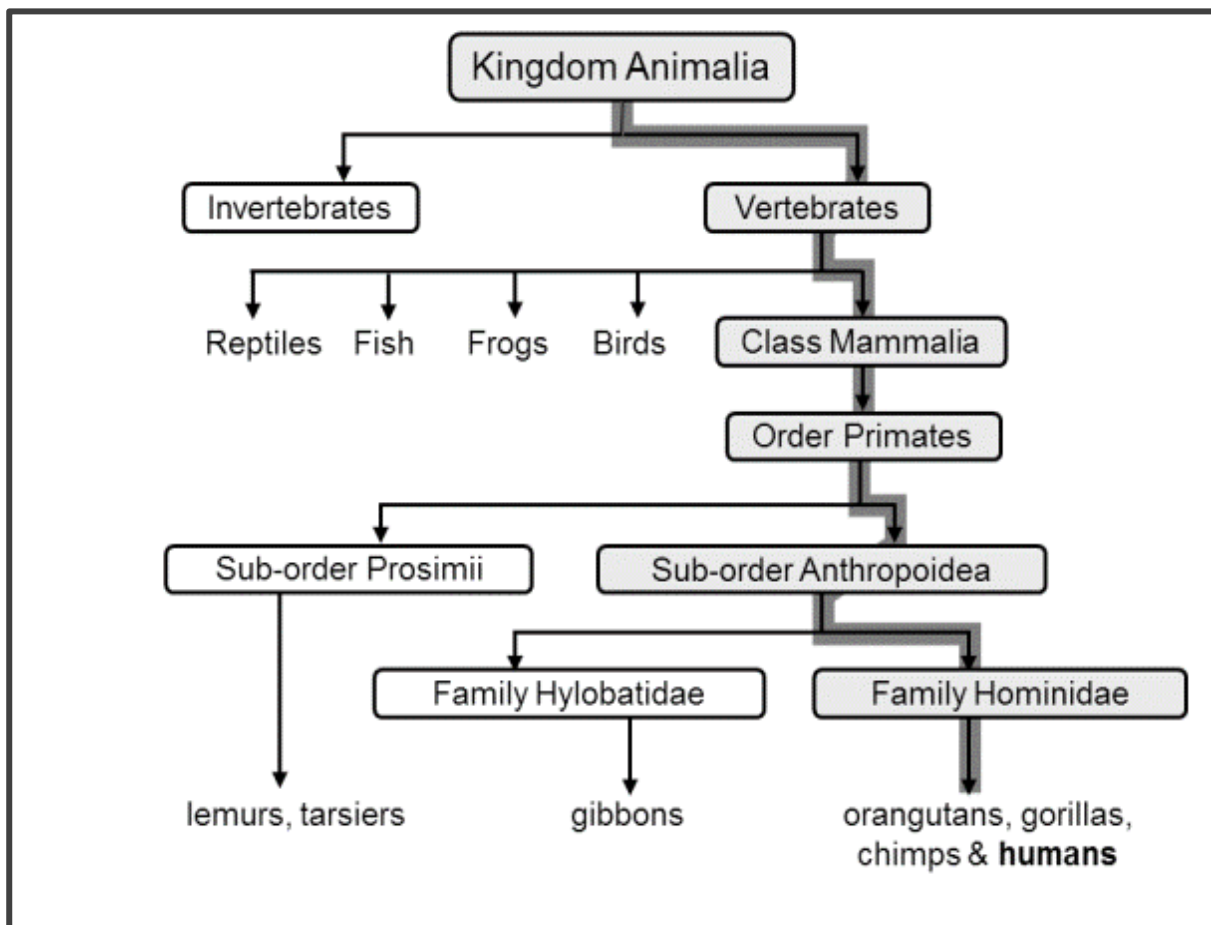 Kingdom Animalia
Invertebrates
Vertebrates
Reptiles
Fish
Frogs
Birds
Class Mammalia
Order Primates
Sub-order Prosimii
Sub-order Anthropoidea
Family Hylobatidae
Family Hominidae
lemurs, tarsiers
gibbons
orangutans, gorillas,
chimps & humans